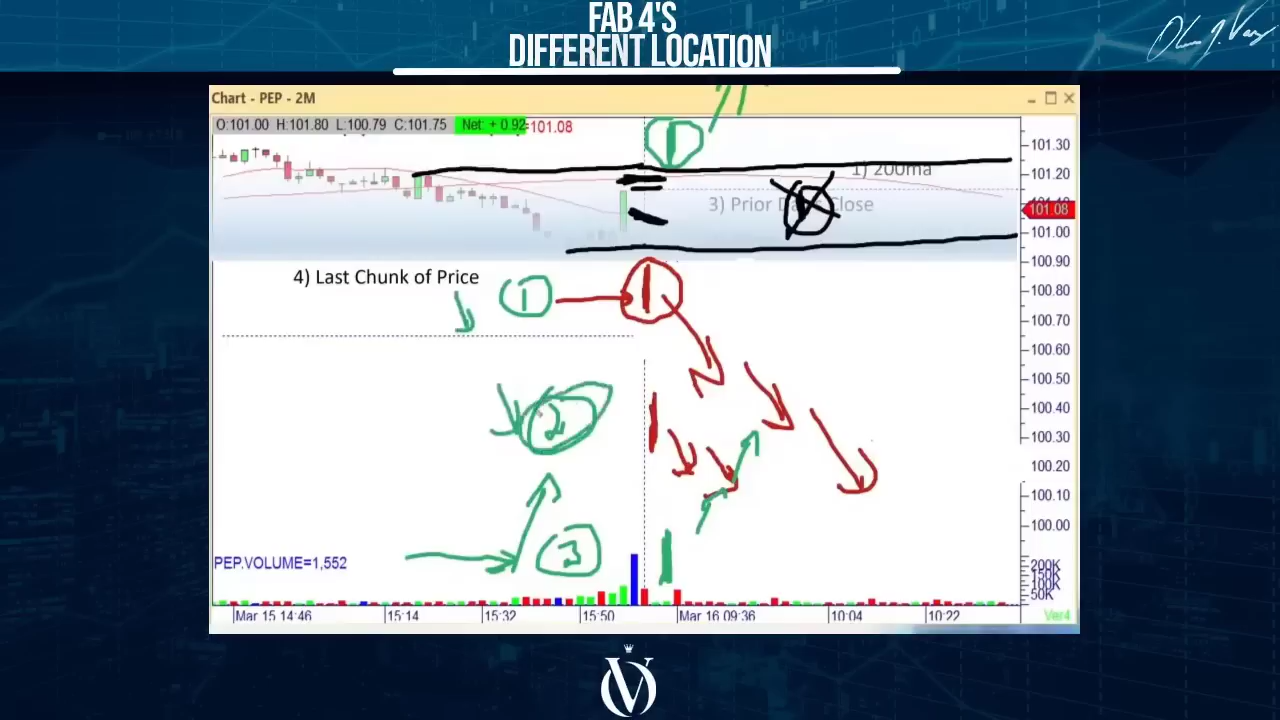 FAB 4'S
DIFFERENT LOCATION
Chart - PEP - 2M
O:101.00 H:101.80 L:100.79 C:101.75 Net: + 0.92 101.08
1) 200ma
3) Prior Close
4) Last Chunk of Price
1
2
3
101.30
101.20
101.08
101.00
100.90
100.80
100.70
100.60
100.50
100.40
100.30
100.20
100.10
100.00
PEP.VOLUME=1,552
200K
150K
100K
50K
Mar 15 14:46 15:14 15:32 15:50 Mar 16 09:36 10:04 10:22
Ver4